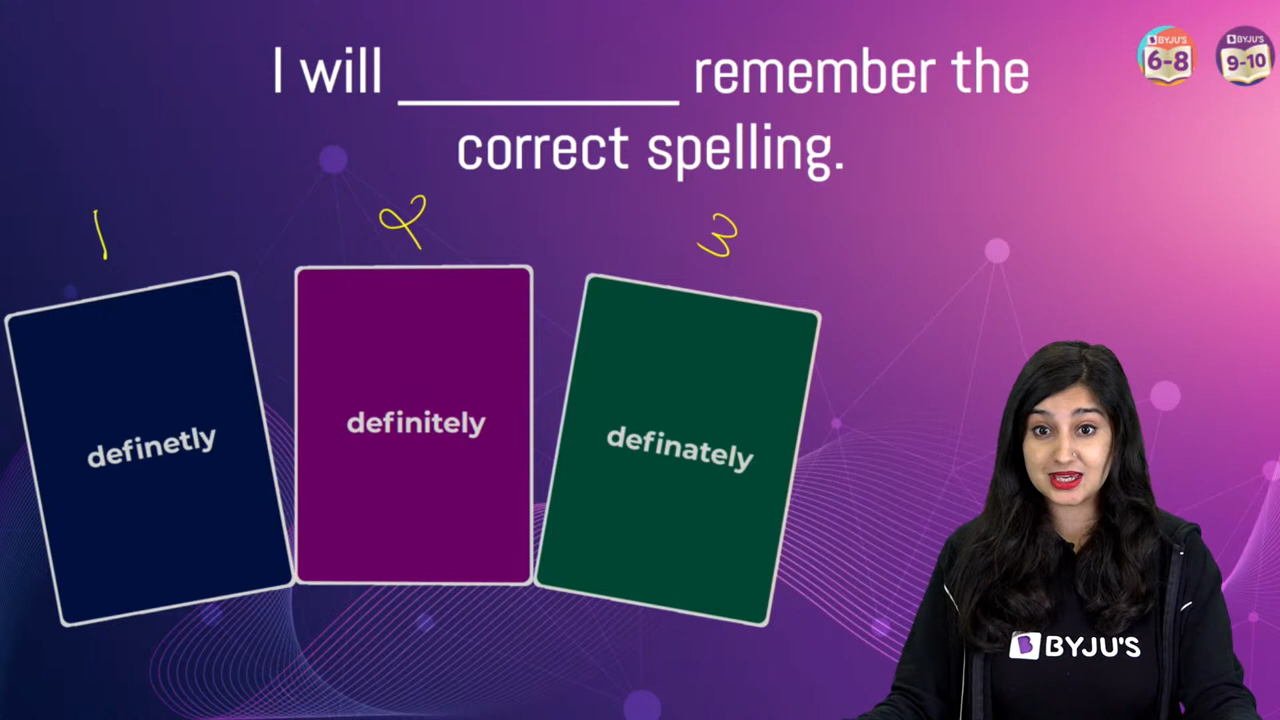 I will __________ remember the
correct spelling.
BYJU'S
6-8
BYJU'S
9-10
1
2
3
definetly
definitely
definately
BYJU'S